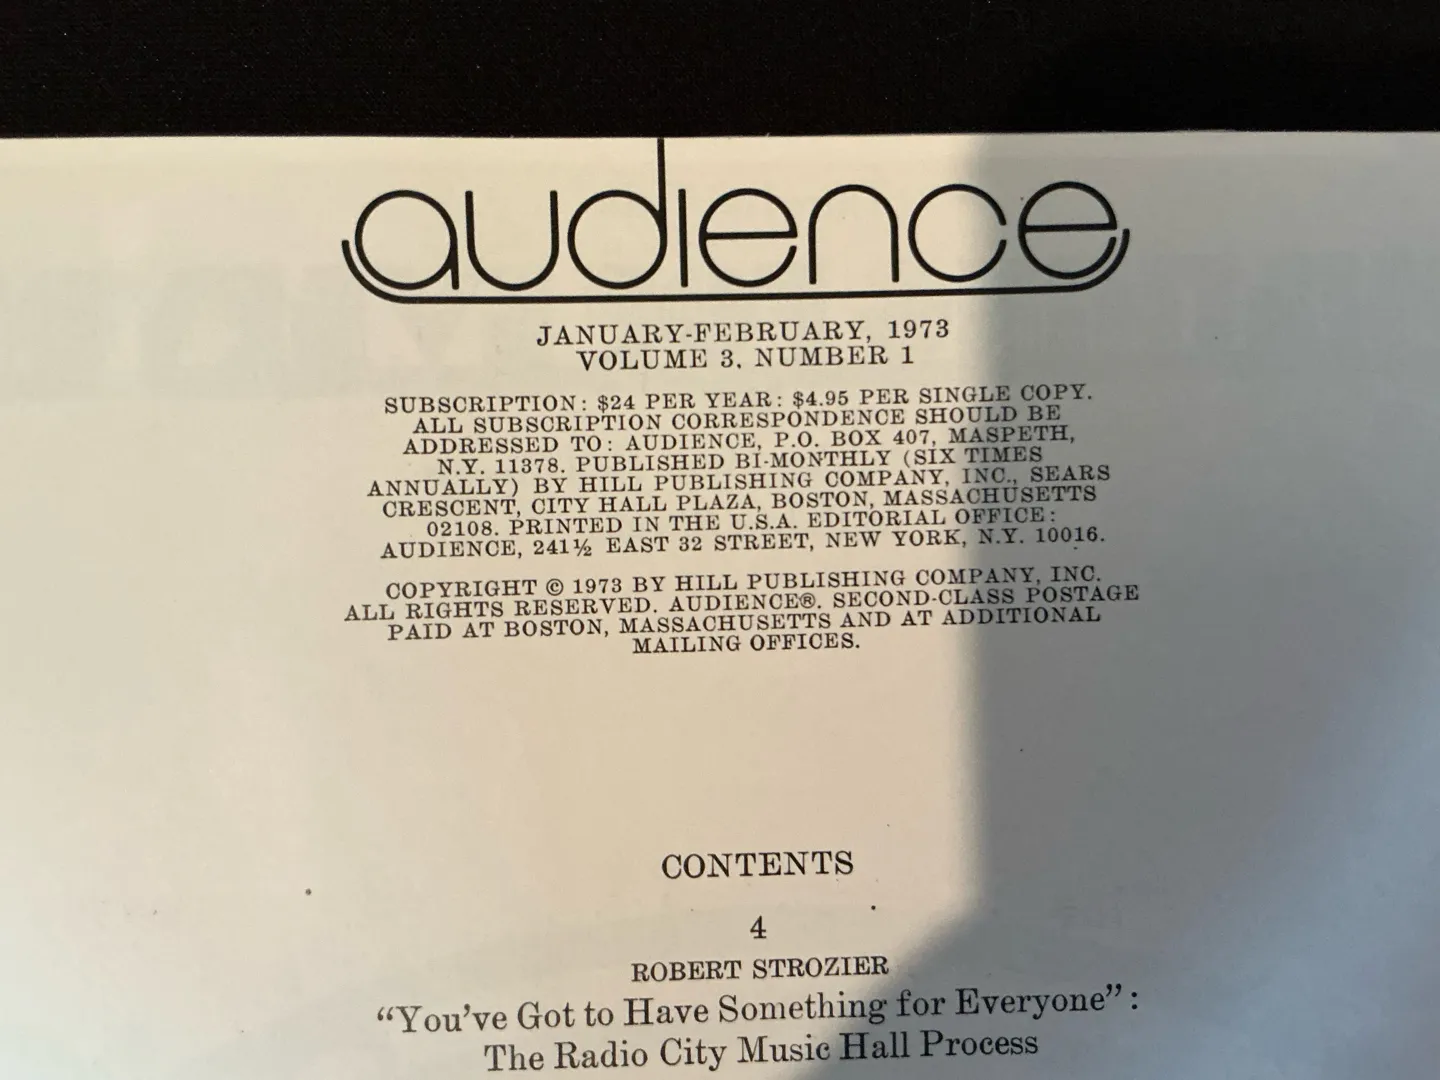 audience
JANUARY-FEBRUARY, 1973
VOLUME 3, NUMBER 1
SUBSCRIPTION: $24 PER YEAR: $4.95 PER SINGLE COPY.
ALL SUBSCRIPTION CORRESPONDENCE SHOULD BE
ADDRESSED TO: AUDIENCE, P.O. BOX 407, MASPETH,
N.Y. 11378. PUBLISHED BI-MONTHLY (SIX TIMES
ANNUALLY) BY HILL PUBLISHING COMPANY, INC., SEARS
CRESCENT, CITY HALL PLAZA, BOSTON, MASSACHUSETTS
02108. PRINTED IN THE U.S.A. EDITORIAL OFFICE:
AUDIENCE, 241½ EAST 32 STREET, NEW YORK, N.Y. 10016.
COPYRIGHT © 1973 BY HILL PUBLISHING COMPANY, INC.
ALL RIGHTS RESERVED. AUDIENCE®. SECOND-CLASS POSTAGE
PAID AT BOSTON, MASSACHUSETTS AND AT ADDITIONAL
MAILING OFFICES.
CONTENTS
4
ROBERT STROZIER
“You’ve Got to Have Something for Everyone”:
The Radio City Music Hall Process